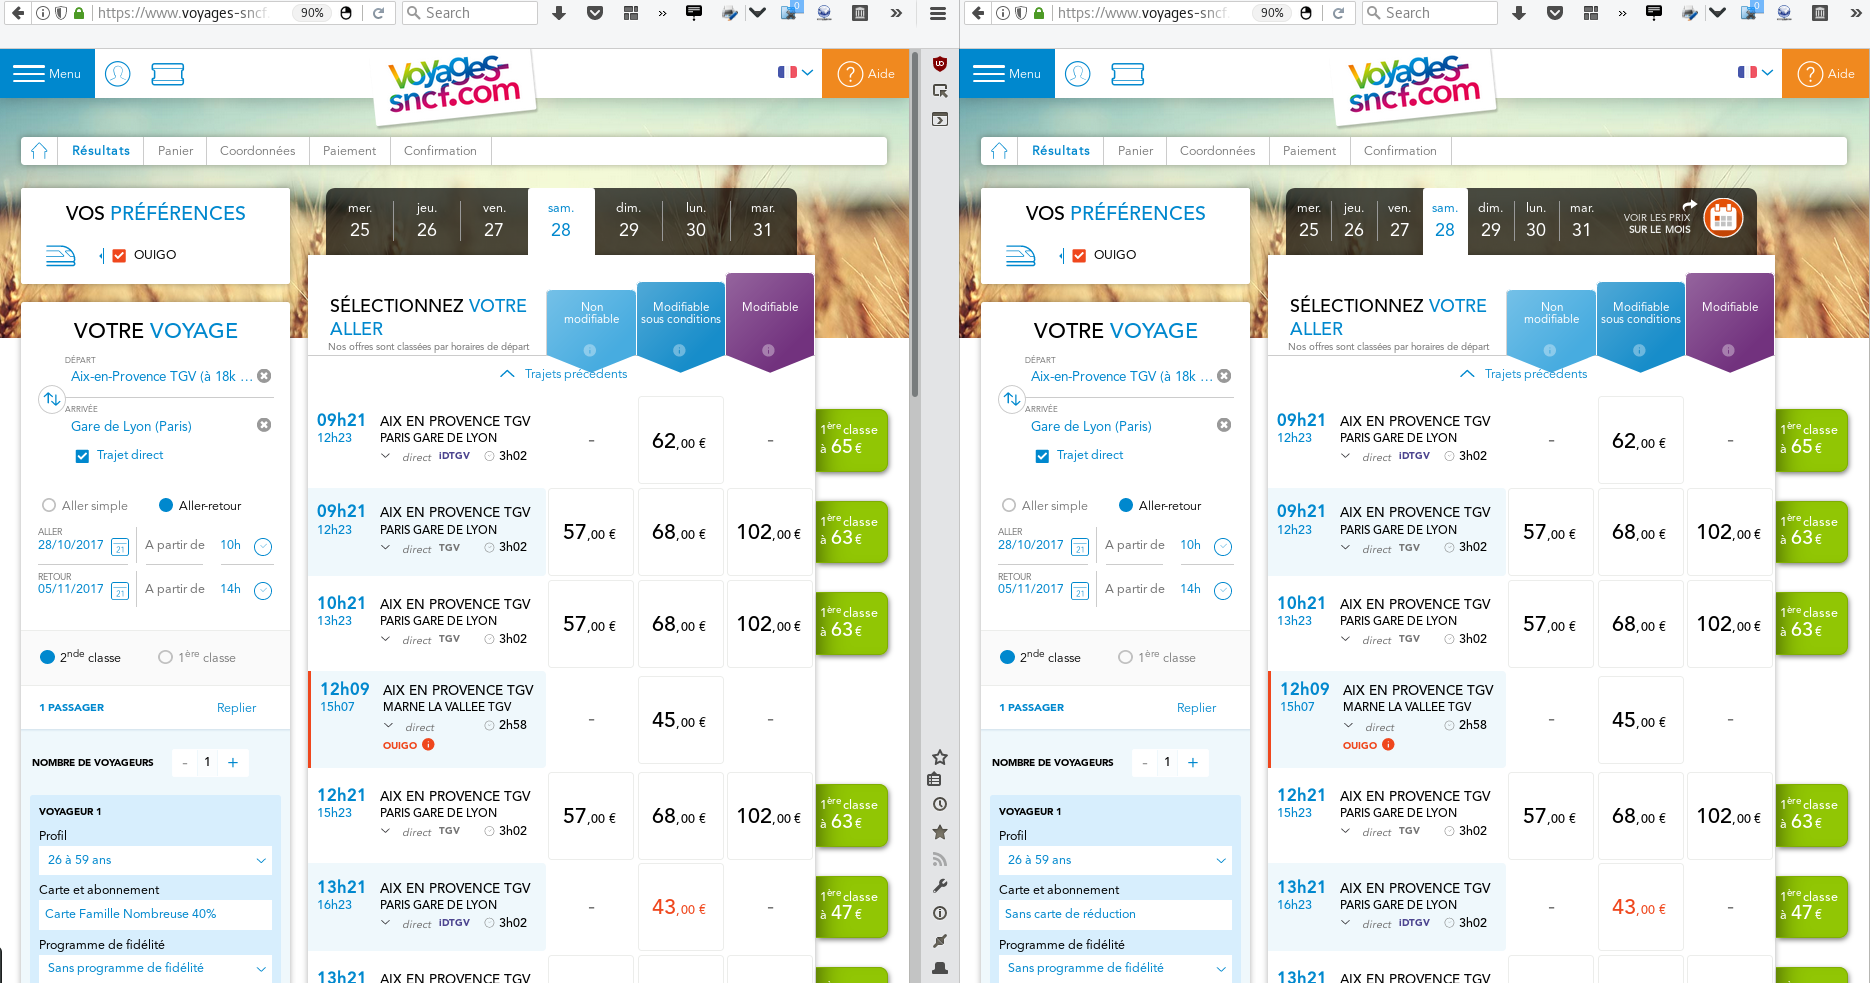 https://www.voyages-sncf.
90%
Search
Menu
voyages-
sncf.com
Aide
Résultats
Panier
Coordonnées
Paiement
Confirmation
VOS PRÉFÉRENCES
OUIGO
mer. 25
jeu. 26
ven. 27
sam. 28
dim. 29
lun. 30
mar. 31
VOTRE VOYAGE
DÉPART
Aix-en-Provence TGV (à 18k ...
ARRIVÉE
Gare de Lyon (Paris)
Trajet direct
Aller simple
Aller-retour
ALLER
28/10/2017 21 A partir de 10h
RETOUR
05/11/2017 21 A partir de 14h
2nde classe
1ère classe
1 PASSAGER
Replier
NOMBRE DE VOYAGEURS - 1 +
VOYAGEUR 1
Profil
26 à 59 ans
Carte et abonnement
Carte Famille Nombreuse 40%
Programme de fidélité
Sans programme de fidélité
SÉLECTIONNEZ VOTRE
ALLER
Nos offres sont classées par horaires de départ
Non
modifiable
Modifiable
sous conditions
Modifiable
Trajets précédents
09h21 AIX EN PROVENCE TGV
12h23 PARIS GARE DE LYON
direct iDTGV 3h02
- 62,00 € -
1ère classe
à 65 €
09h21 AIX EN PROVENCE TGV
12h23 PARIS GARE DE LYON
direct TGV 3h02
57,00 € 68,00 € 102,00 €
1ère classe
à 63 €
10h21 AIX EN PROVENCE TGV
13h23 PARIS GARE DE LYON
direct TGV 3h02
57,00 € 68,00 € 102,00 €
1ère classe
à 63 €
12h09 AIX EN PROVENCE TGV
15h07 MARNE LA VALLEE TGV
direct 2h58
OUIGO
- 45,00 € -
12h21 AIX EN PROVENCE TGV
15h23 PARIS GARE DE LYON
direct TGV 3h02
57,00 € 68,00 € 102,00 €
1ère classe
à 63 €
13h21 AIX EN PROVENCE TGV
16h23 PARIS GARE DE LYON
direct iDTGV 3h02
- 43,00 € -
1ère classe
à 47 €
13h21 AIX EN PROVENCE TGV
https://www.voyages-sncf.
90%
Search
0
Menu
voyages-
sncf.com
Aide
Résultats
Panier
Coordonnées
Paiement
Confirmation
VOS PRÉFÉRENCES
OUIGO
mer. 25
jeu. 26
ven. 27
sam. 28
dim. 29
lun. 30
mar. 31
VOIR LES PRIX
SUR LE MOIS
VOTRE VOYAGE
DÉPART
Aix-en-Provence TGV (à 18k ...
ARRIVÉE
Gare de Lyon (Paris)
Trajet direct
Aller simple
Aller-retour
ALLER
28/10/2017 21 A partir de 10h
RETOUR
05/11/2017 21 A partir de 14h
2nde classe
1ère classe
1 PASSAGER
Replier
NOMBRE DE VOYAGEURS - 1 +
VOYAGEUR 1
Profil
26 à 59 ans
Carte et abonnement
Sans carte de réduction
Programme de fidélité
Sans programme de fidélité
SÉLECTIONNEZ VOTRE
ALLER
Nos offres sont classées par horaires de départ
Non
modifiable
Modifiable
sous conditions
Modifiable
Trajets précédents
09h21 AIX EN PROVENCE TGV
12h23 PARIS GARE DE LYON
direct iDTGV 3h02
- 62,00 € -
1ère classe
à 65 €
09h21 AIX EN PROVENCE TGV
12h23 PARIS GARE DE LYON
direct TGV 3h02
57,00 € 68,00 € 102,00 €
1ère classe
à 63 €
10h21 AIX EN PROVENCE TGV
13h23 PARIS GARE DE LYON
direct TGV 3h02
57,00 € 68,00 € 102,00 €
1ère classe
à 63 €
12h09 AIX EN PROVENCE TGV
15h07 MARNE LA VALLEE TGV
direct 2h58
OUIGO
- 45,00 € -
12h21 AIX EN PROVENCE TGV
15h23 PARIS GARE DE LYON
direct TGV 3h02
57,00 € 68,00 € 102,00 €
1ère classe
à 63 €
13h21 AIX EN PROVENCE TGV
16h23 PARIS GARE DE LYON
direct iDTGV 3h02
- 43,00 € -
1ère classe
à 47 €
13h21 AIX EN PROVENCE TGV